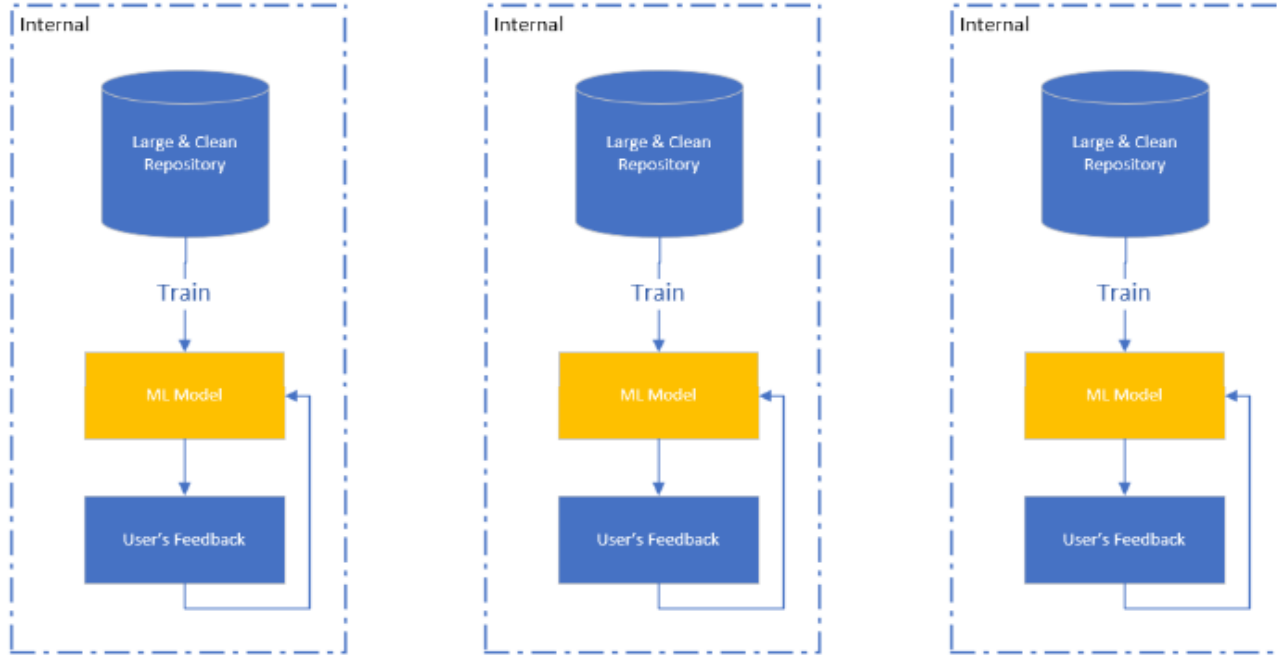 Internal
Large & Clean
Repository
Train
ML Model
User's Feedback
Internal
Large & Clean
Repository
Train
ML Model
User's Feedback
Internal
Large & Clean
Repository
Train
ML Model
User's Feedback